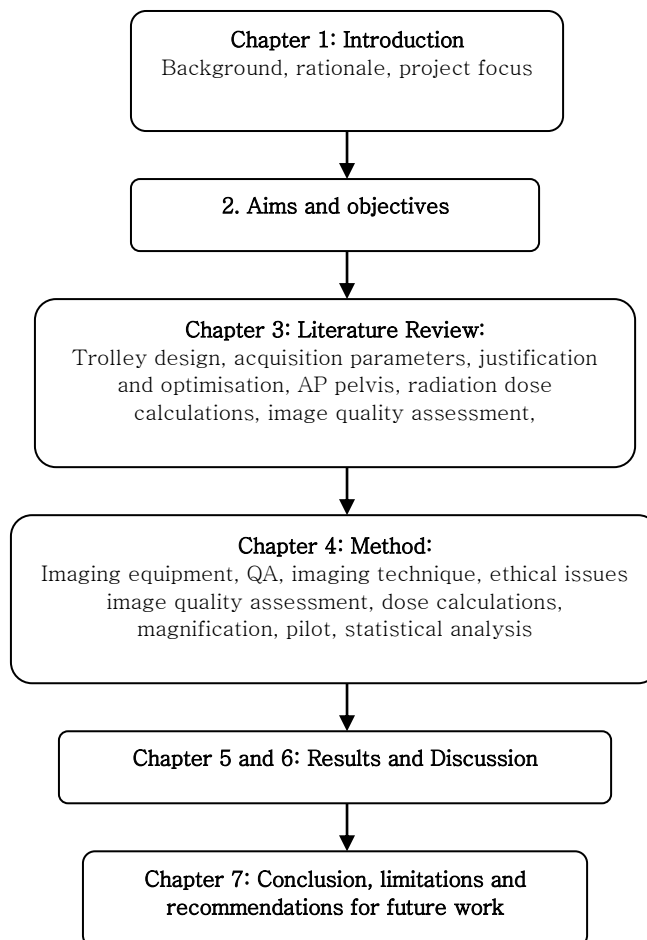 Chapter 1: Introduction
Background, rationale, project focus
2. Aims and objectives
Chapter 3: Literature Review:
Trolley design, acquisition parameters, justification
and optimisation, AP pelvis, radiation dose
calculations, image quality assessment,
Chapter 4: Method:
Imaging equipment, QA, imaging technique, ethical issues
image quality assessment, dose calculations,
magnification, pilot, statistical analysis
Chapter 5 and 6: Results and Discussion
Chapter 7: Conclusion, limitations and
recommendations for future work